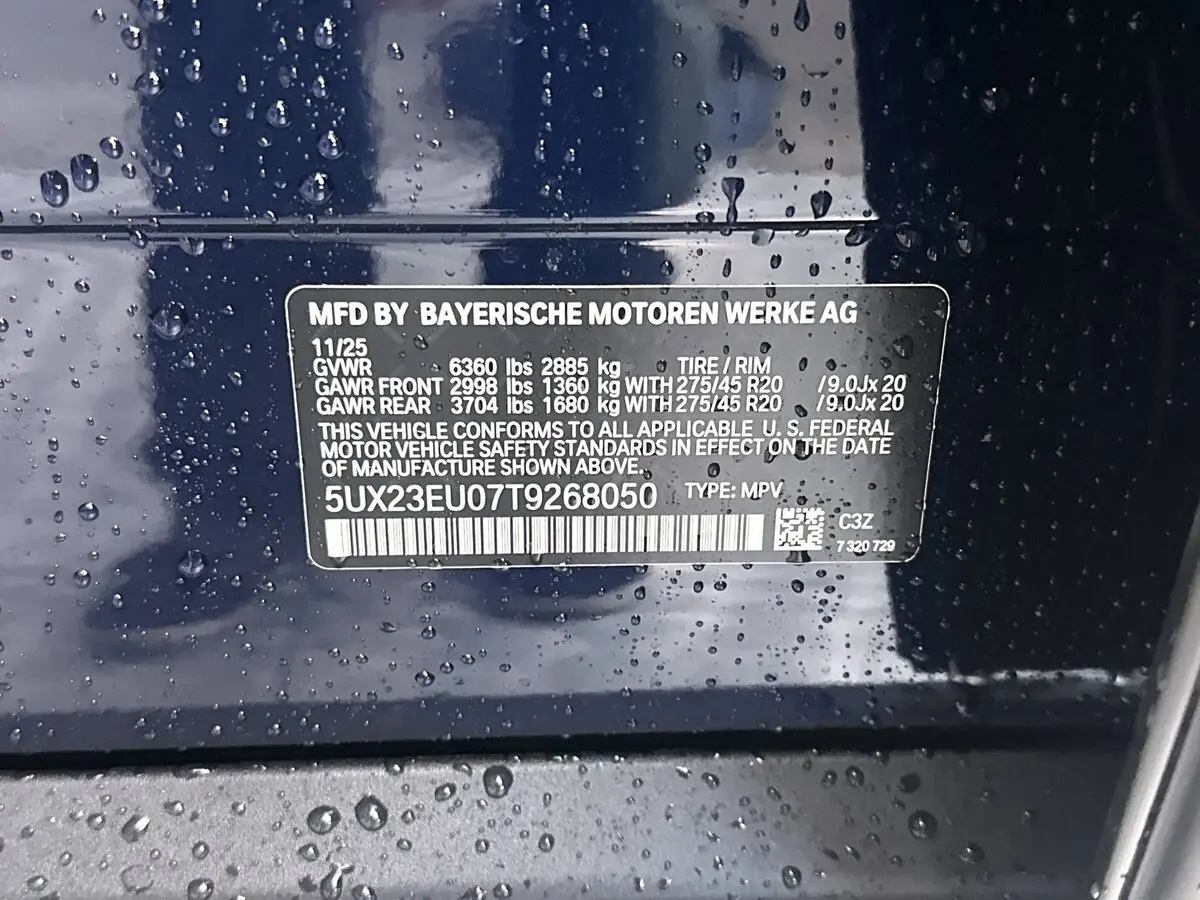 MFD BY BAYERISCHE MOTOREN WERKE AG
11/25
GVWR 6360 lbs 2885 kg TIRE / RIM
GAWR FRONT 2998 lbs 1360 kg WITH 275/45 R20 / 9.0Jx 20
GAWR REAR 3704 lbs 1680 kg WITH 275/45 R20 / 9.0Jx 20
THIS VEHICLE CONFORMS TO ALL APPLICABLE U. S. FEDERAL
MOTOR VEHICLE SAFETY STANDARDS IN EFFECT ON THE DATE
OF MANUFACTURE SHOWN ABOVE.
5UX23EU07T9268050 TYPE: MPV
C3Z
7 320 729